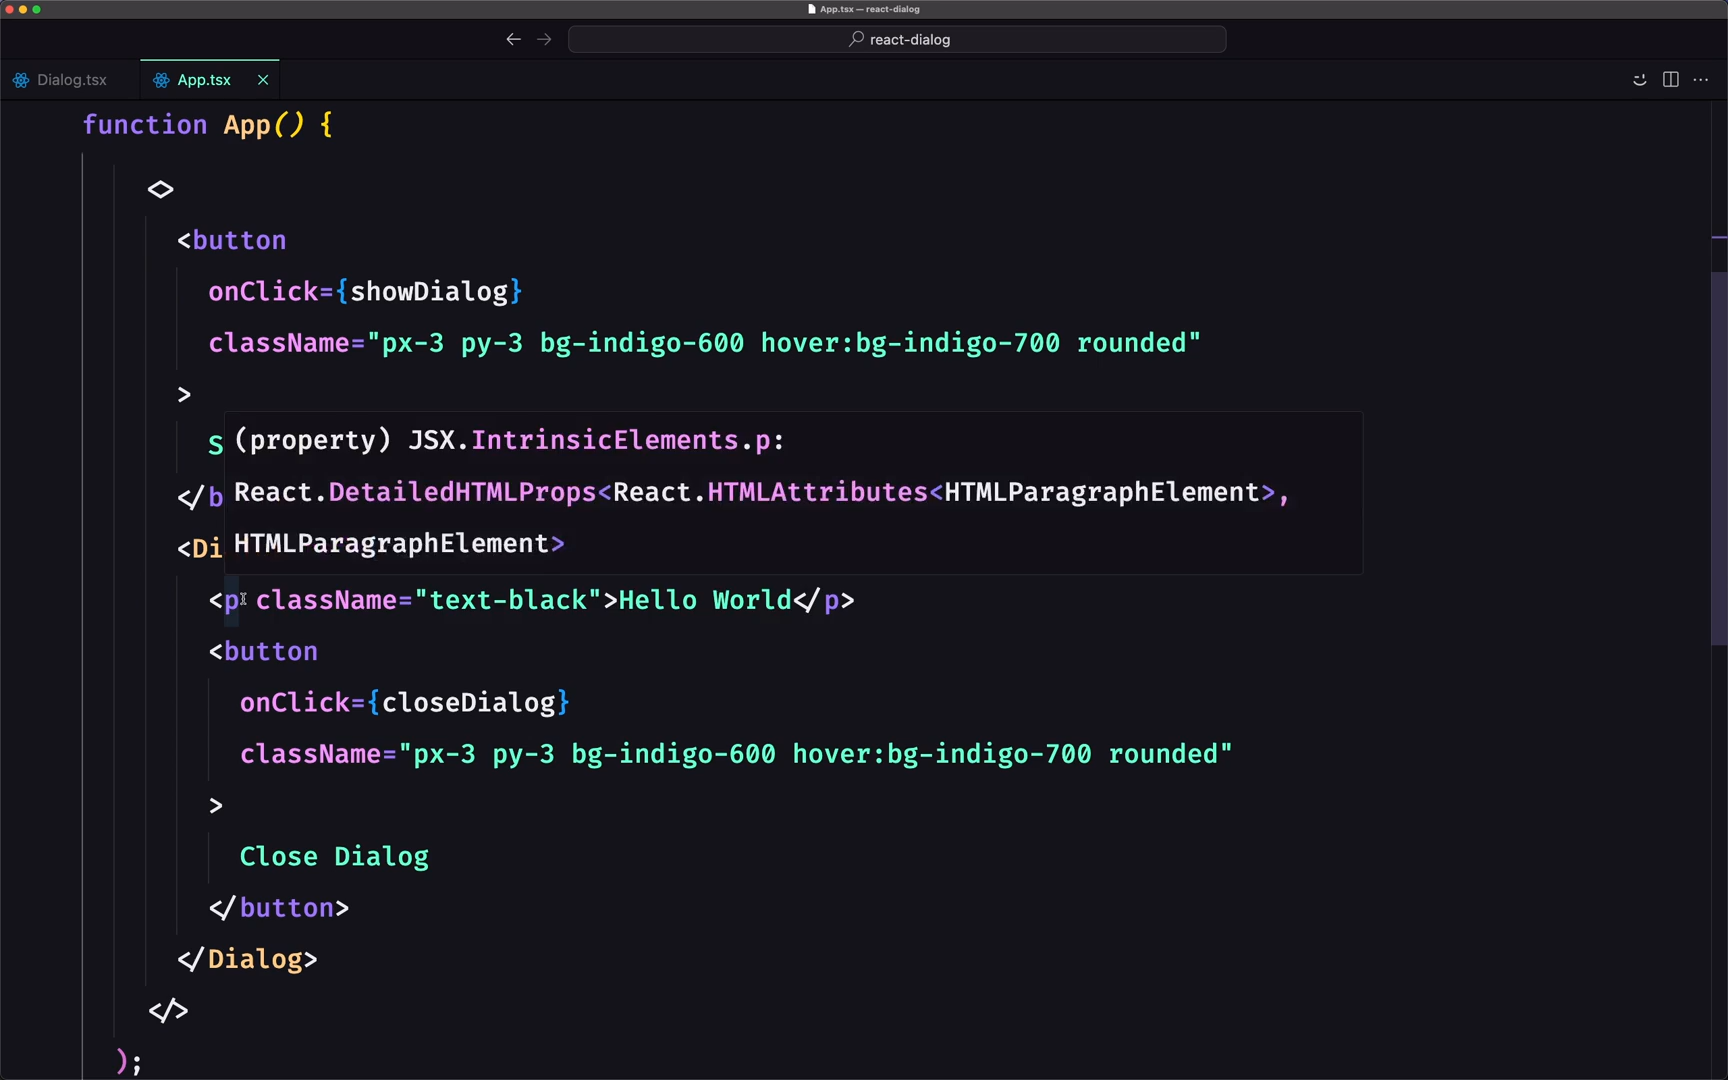 App.tsx — react-dialog
react-dialog
Dialog.tsx
App.tsx
function App() {
<>
<button
onClick={showDialog}
className="px-3 py-3 bg-indigo-600 hover:bg-indigo-700 rounded"
>
S
(property) JSX.IntrinsicElements.p:
</b
React.DetailedHTMLProps<React.HTMLAttributes<HTMLParagraphElement>,
<Di
HTMLParagraphElement>
<p className="text-black">Hello World</p>
<button
onClick={closeDialog}
className="px-3 py-3 bg-indigo-600 hover:bg-indigo-700 rounded"
>
Close Dialog
</button>
</Dialog>
</>
);